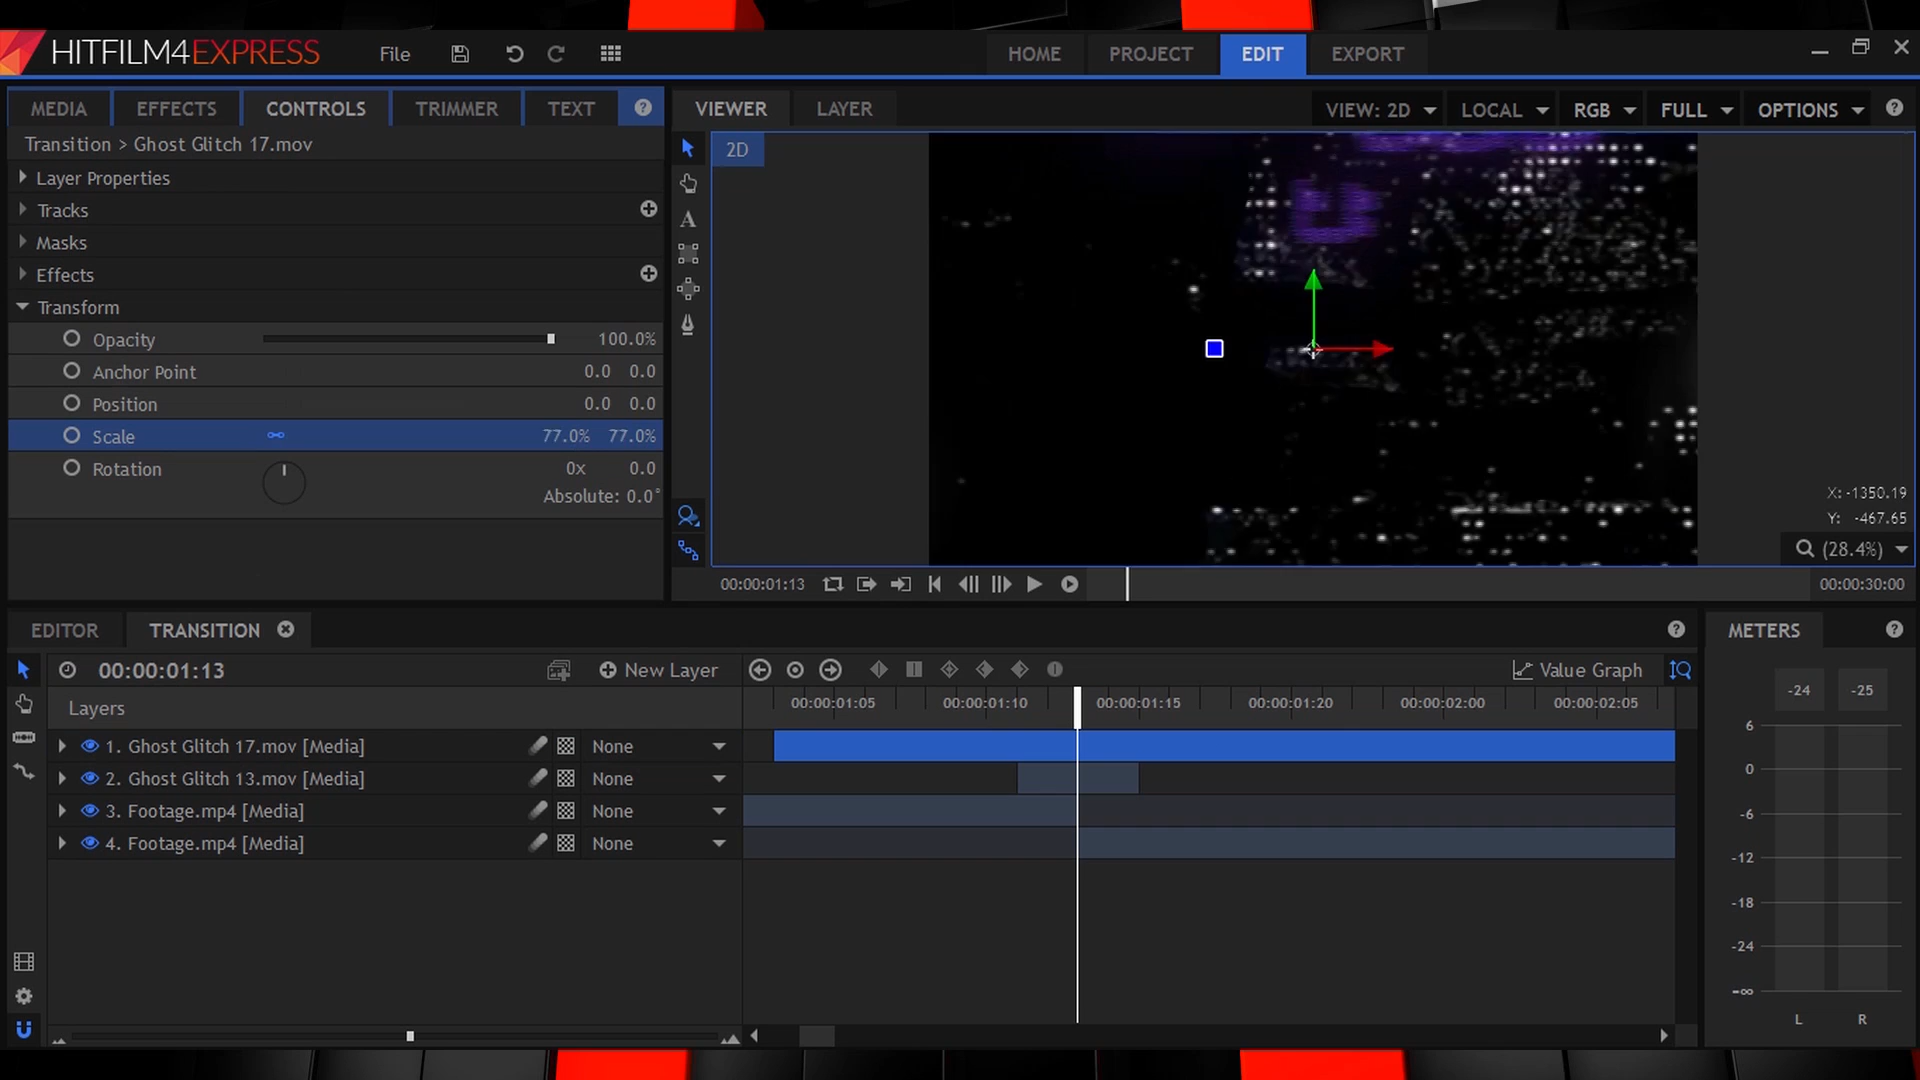 HITFILM4EXPRESS File HOME PROJECT EDIT EXPORT
MEDIA EFFECTS CONTROLS TRIMMER TEXT ?
Transition > Ghost Glitch 17.mov
Layer Properties
Tracks
Masks
Effects
Transform
Opacity 100.0%
Anchor Point 0.0 0.0
Position 0.0 0.0
Scale 77.0% 77.0%
Rotation 0x 0.0
Absolute: 0.0°
VIEWER LAYER VIEW: 2D LOCAL RGB FULL OPTIONS ?
2D
A
X: -1350.19
Y: -467.65
(28.4%)
00:00:01:13 00:00:30:00
EDITOR TRANSITION ?
00:00:01:13 New Layer Value Graph
Layers 00:00:01:05 00:00:01:10 00:00:01:15 00:00:01:20 00:00:02:00 00:00:02:05
1. Ghost Glitch 17.mov [Media] None
2. Ghost Glitch 13.mov [Media] None
3. Footage.mp4 [Media] None
4. Footage.mp4 [Media] None
METERS ?
-24 -25
6
0
-6
-12
-18
-24
-∞
L R